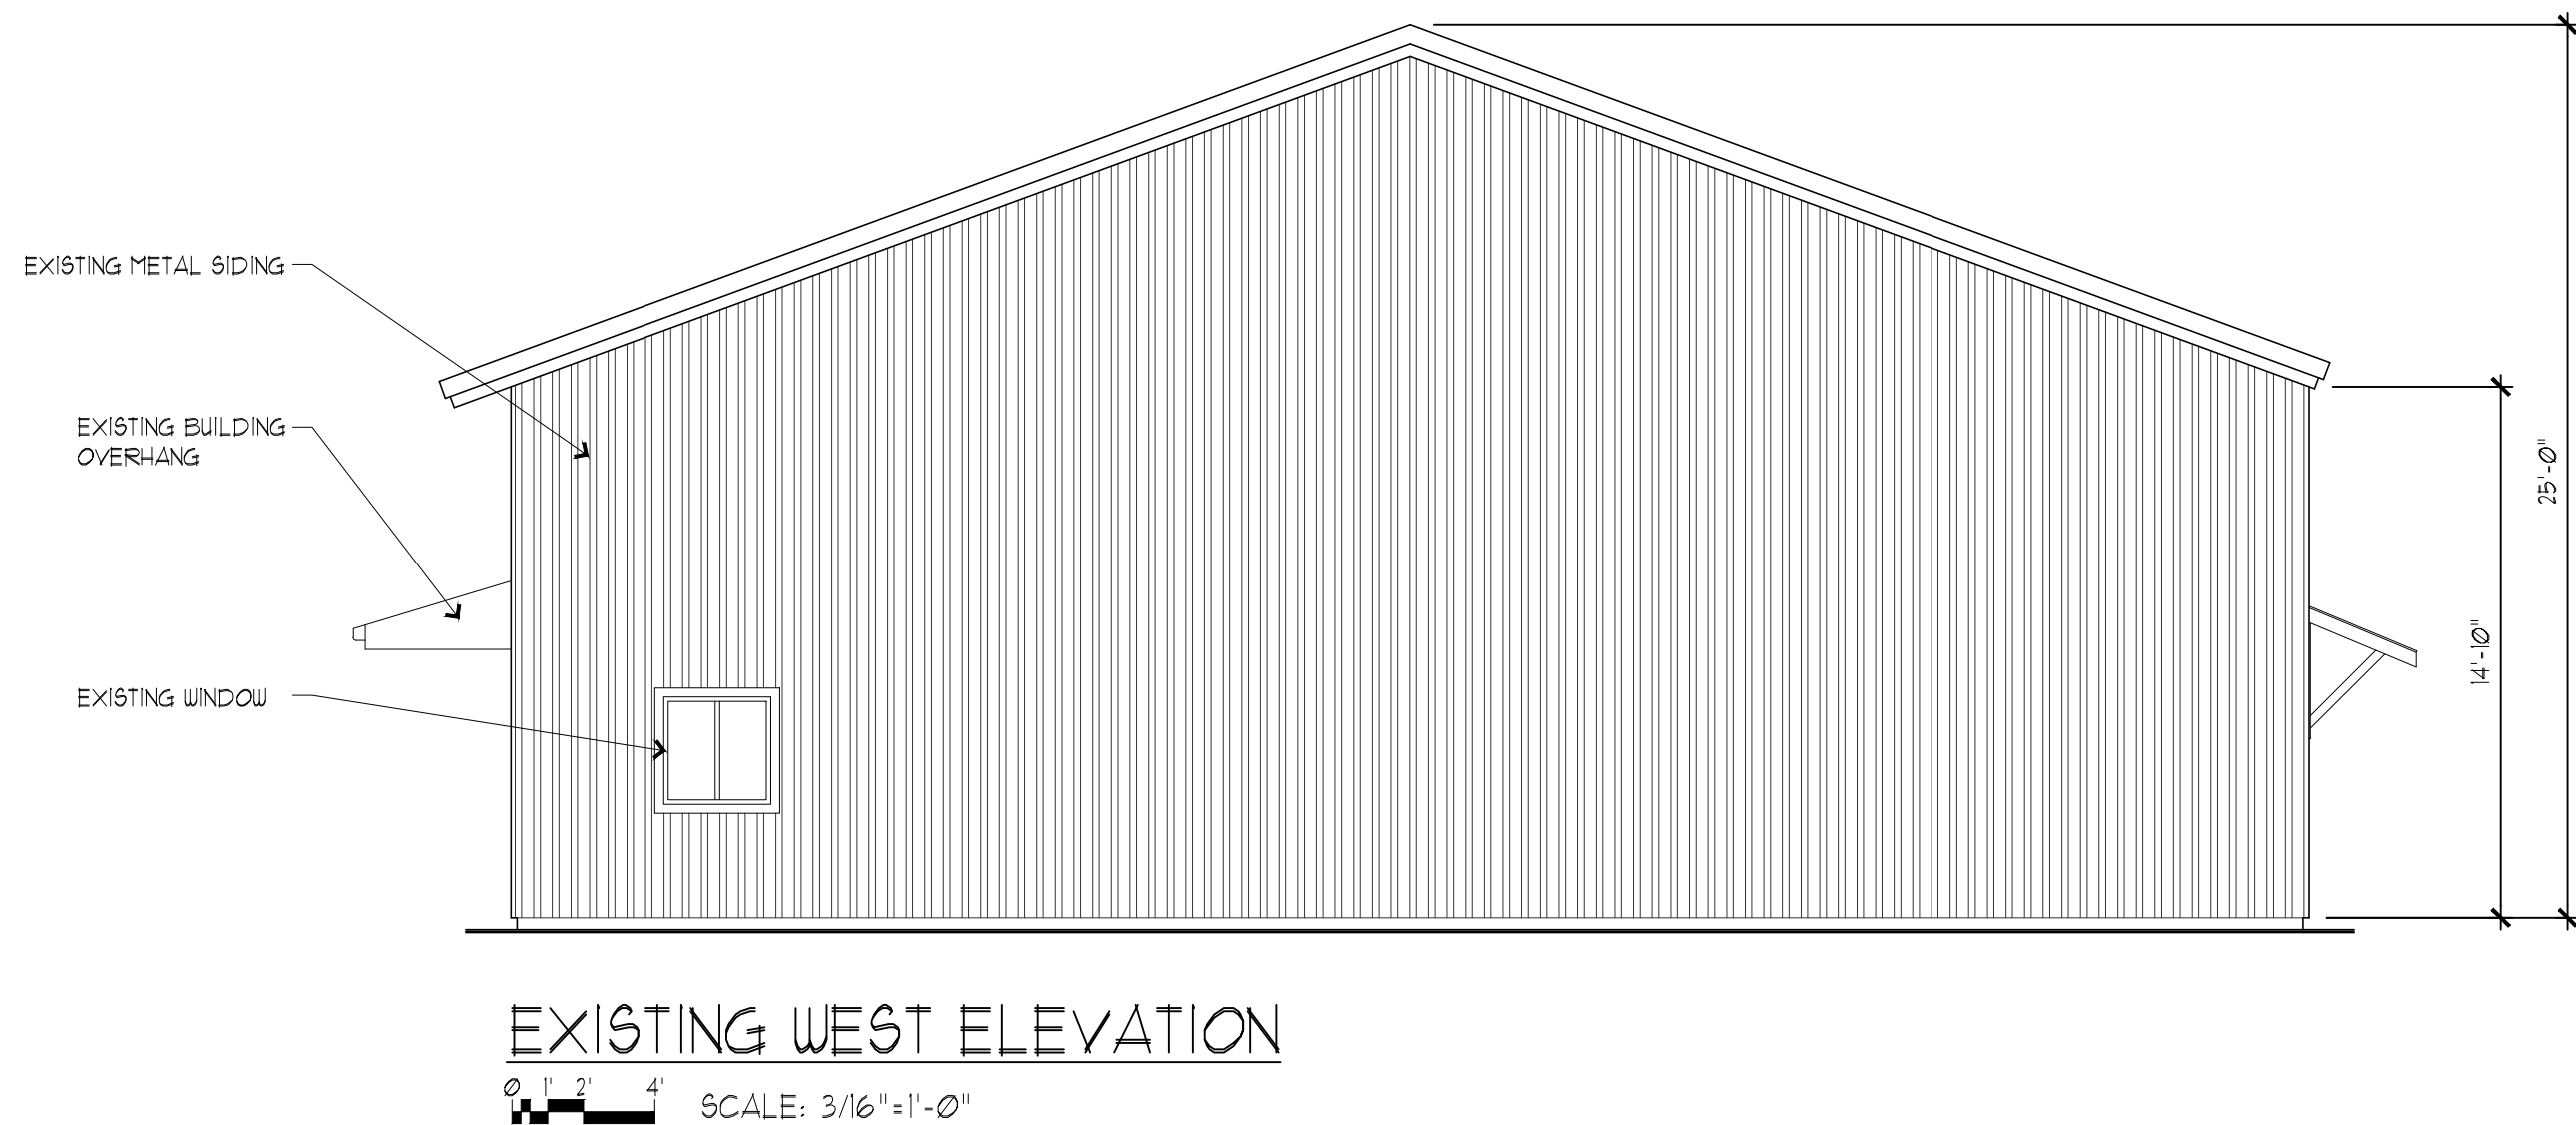 EXISTING METAL SIDING
EXISTING BUILDING
OVERHANG
EXISTING WINDOW
25'-0"
14'-10"
EXISTING WEST ELEVATION
0 1' 2' 4'
SCALE: 3/16"=1'-0"